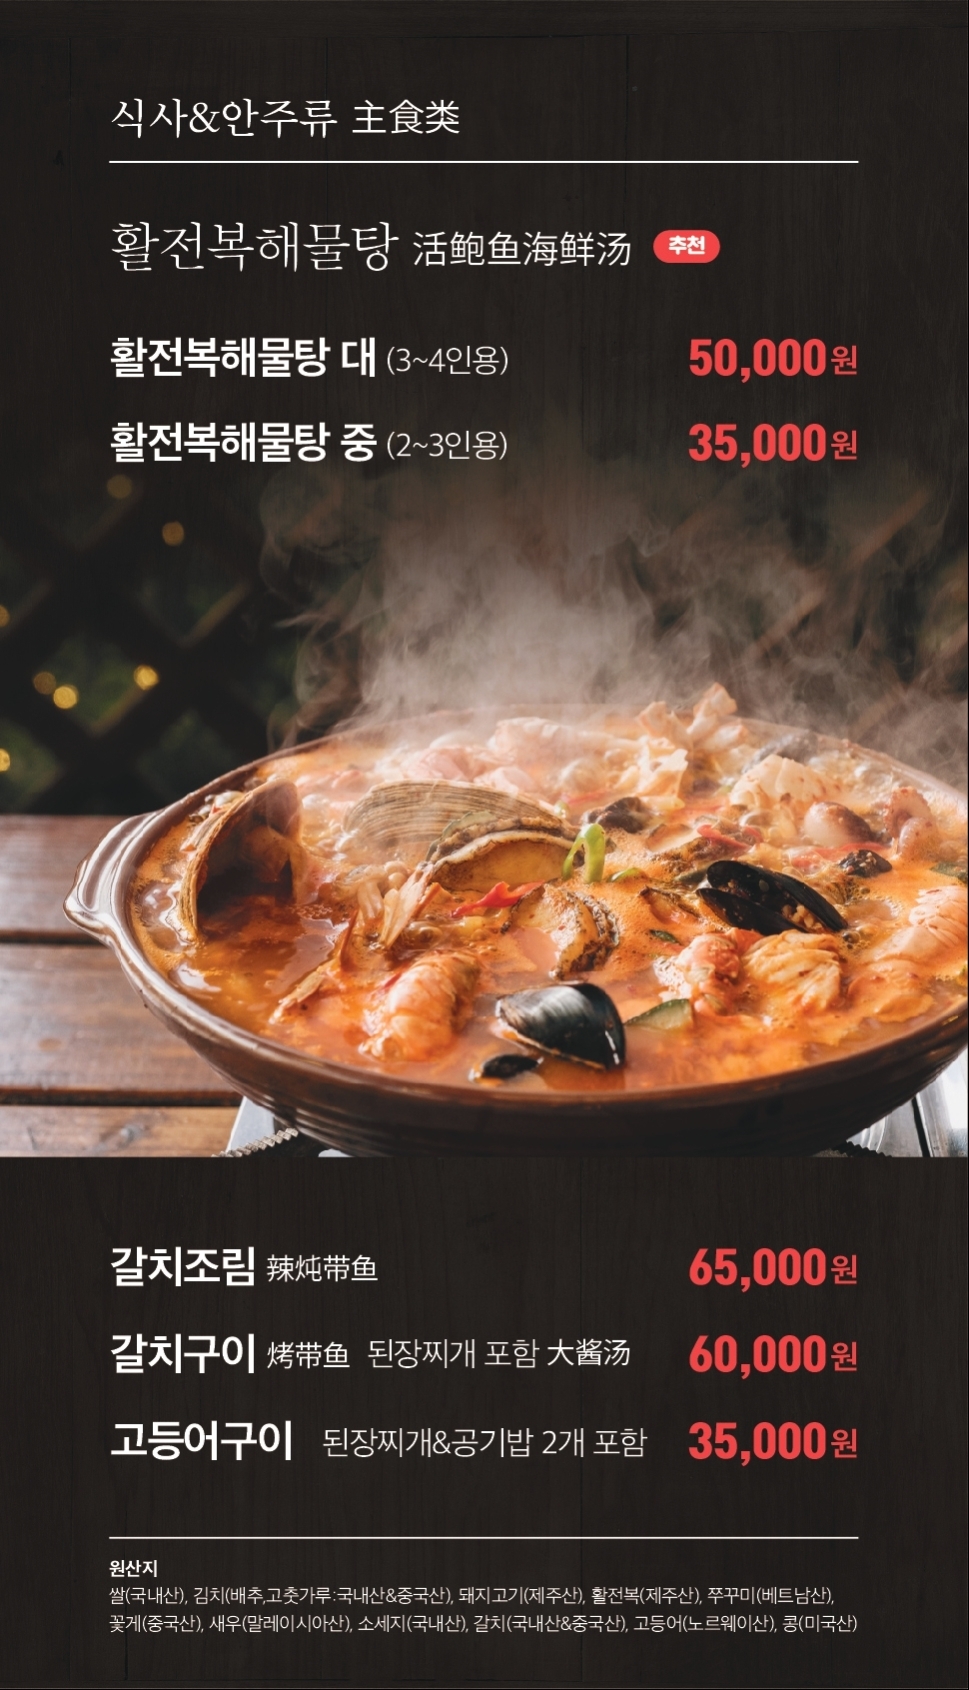 식사&안주류 主食类
활전복해물탕 活鲍鱼海鲜汤 추천
활전복해물탕 대 (3~4인용) 50,000원
활전복해물탕 중 (2~3인용) 35,000원
갈치조림 辣炖带鱼 65,000원
갈치구이 烤带鱼 된장찌개 포함 大酱汤 60,000원
고등어구이 된장찌개&공기밥 2개 포함 35,000원
원산지
쌀(국내산), 김치(배추,고춧가루:국내산&중국산), 돼지고기(제주산), 활전복(제주산), 쭈꾸미(베트남산),
꽃게(중국산), 새우(말레이시아산), 소세지(국내산), 갈치(국내산&중국산), 고등어(노르웨이산), 콩(미국산)